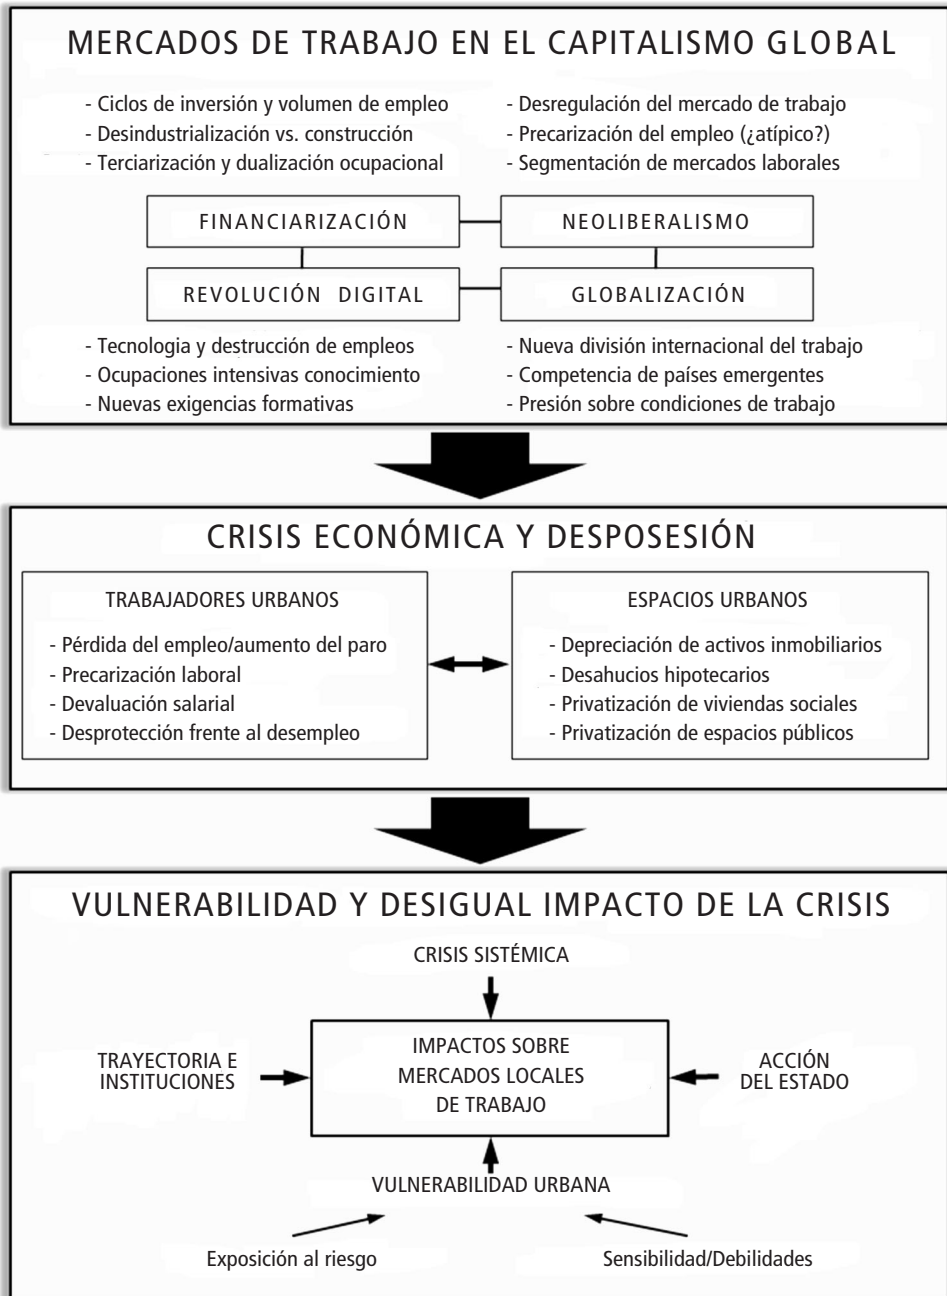 MERCADOS DE TRABAJO EN EL CAPITALISMO GLOBAL
- Ciclos de inversión y volumen de empleo
- Desindustrialización vs. construcción
- Terciarización y dualización ocupacional
- Desregulación del mercado de trabajo
- Precarización del empleo (¿atípico?)
- Segmentación de mercados laborales
FINANCIARIZACIÓN
NEOLIBERALISMO
REVOLUCIÓN DIGITAL
GLOBALIZACIÓN
- Tecnologia y destrucción de empleos
- Ocupaciones intensivas conocimiento
- Nuevas exigencias formativas
- Nueva división internacional del trabajo
- Competencia de países emergentes
- Presión sobre condiciones de trabajo
CRISIS ECONÓMICA Y DESPOSESIÓN
TRABAJADORES URBANOS
- Pérdida del empleo/aumento del paro
- Precarización laboral
- Devaluación salarial
- Desprotección frente al desempleo
ESPACIOS URBANOS
- Depreciación de activos inmobiliarios
- Desahucios hipotecarios
- Privatización de viviendas sociales
- Privatización de espacios públicos
VULNERABILIDAD Y DESIGUAL IMPACTO DE LA CRISIS
CRISIS SISTÉMICA
TRAYECTORIA E
INSTITUCIONES
IMPACTOS SOBRE
MERCADOS LOCALES
DE TRABAJO
ACCIÓN
DEL ESTADO
VULNERABILIDAD URBANA
Exposición al riesgo
Sensibilidad/Debilidades